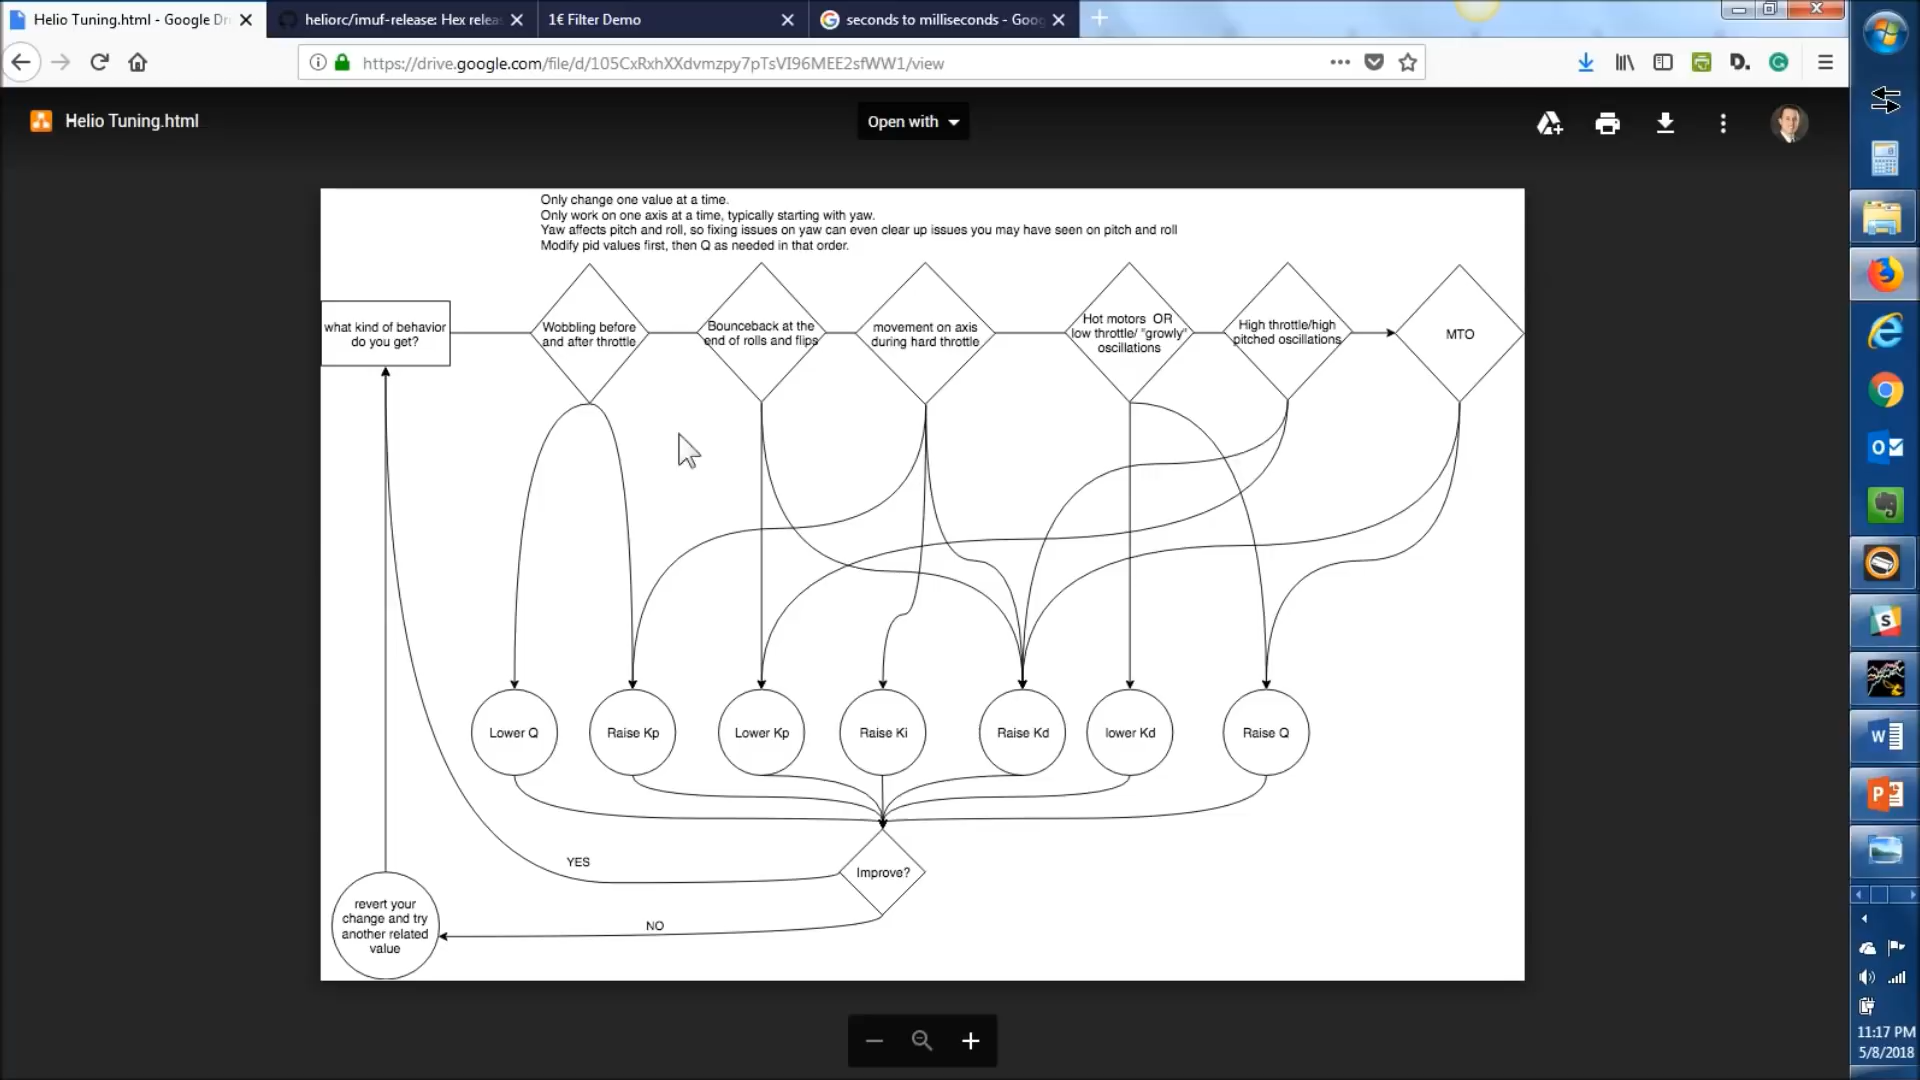 Helio Tuning.html - Google Dr
heliorc/imuf-release: Hex relea
1€ Filter Demo
seconds to milliseconds - Goo
https://drive.google.com/file/d/105CxRxhXXdvmzpy7pTsVI96MEE2sfWW1/view
Helio Tuning.html
Open with
Only change one value at a time.
Only work on one axis at a time, typically starting with yaw.
Yaw affects pitch and roll, so fixing issues on yaw can even clear up issues you may have seen on pitch and roll
Modify pid values first, then Q as needed in that order.
what kind of behavior
do you get?
Wobbling before
and after throttle
Bounceback at the
end of rolls and flips
movement on axis
during hard throttle
Hot motors OR
low throttle/ "growly"
oscillations
High throttle/high
pitched oscillations
MTO
Lower Q
Raise Kp
Lower Kp
Raise Ki
Raise Kd
lower Kd
Raise Q
YES
Improve?
NO
revert your
change and try
another related
value
11:17 PM
5/8/2018